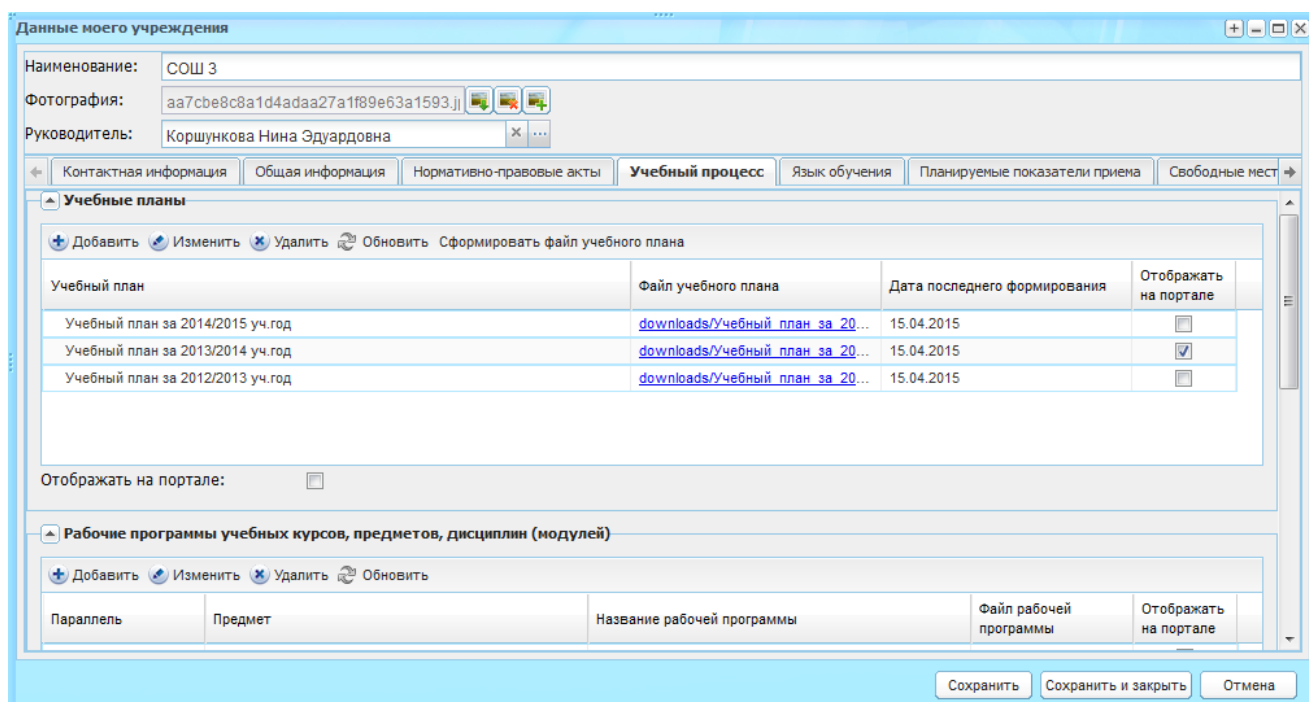 Данные моего учреждения
Наименование: СОШ 3
Фотография: aa7cbe8c8a1d4adaa27a1f89e63a1593.j
Руководитель: Коршункова Нина Эдуардовна
Контактная информация Общая информация Нормативно-правовые акты Учебный процесс Язык обучения Планируемые показатели приема Свободные мест
Учебные планы
Добавить Изменить Удалить Обновить Сформировать файл учебного плана
Учебный план Файл учебного плана Дата последнего формирования Отображать на портале
Учебный план за 2014/2015 уч.год downloads/Учебный_план_за_20... 15.04.2015
Учебный план за 2013/2014 уч.год downloads/Учебный_план_за_20... 15.04.2015
Учебный план за 2012/2013 уч.год downloads/Учебный_план_за_20... 15.04.2015
Отображать на портале:
Рабочие программы учебных курсов, предметов, дисциплин (модулей)
Добавить Изменить Удалить Обновить
Параллель Предмет Название рабочей программы Файл рабочей программы Отображать на портале
Сохранить Сохранить и закрыть Отмена